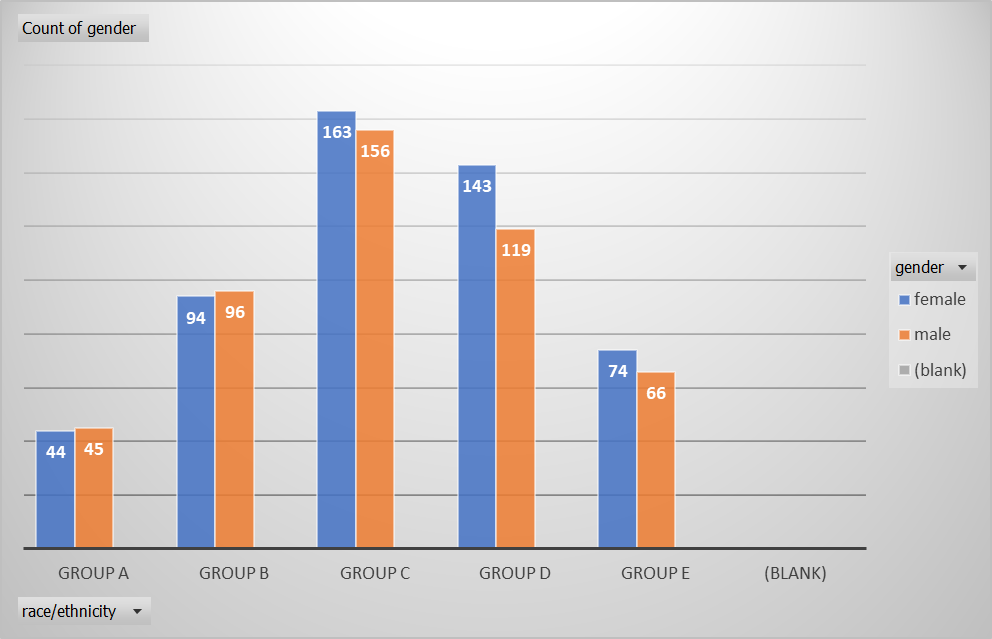 Count of gender
163
156
143
119
94
96
74
66
44
45
gender
female
male
(blank)
GROUP A
GROUP B
GROUP C
GROUP D
GROUP E
(BLANK)
race/ethnicity